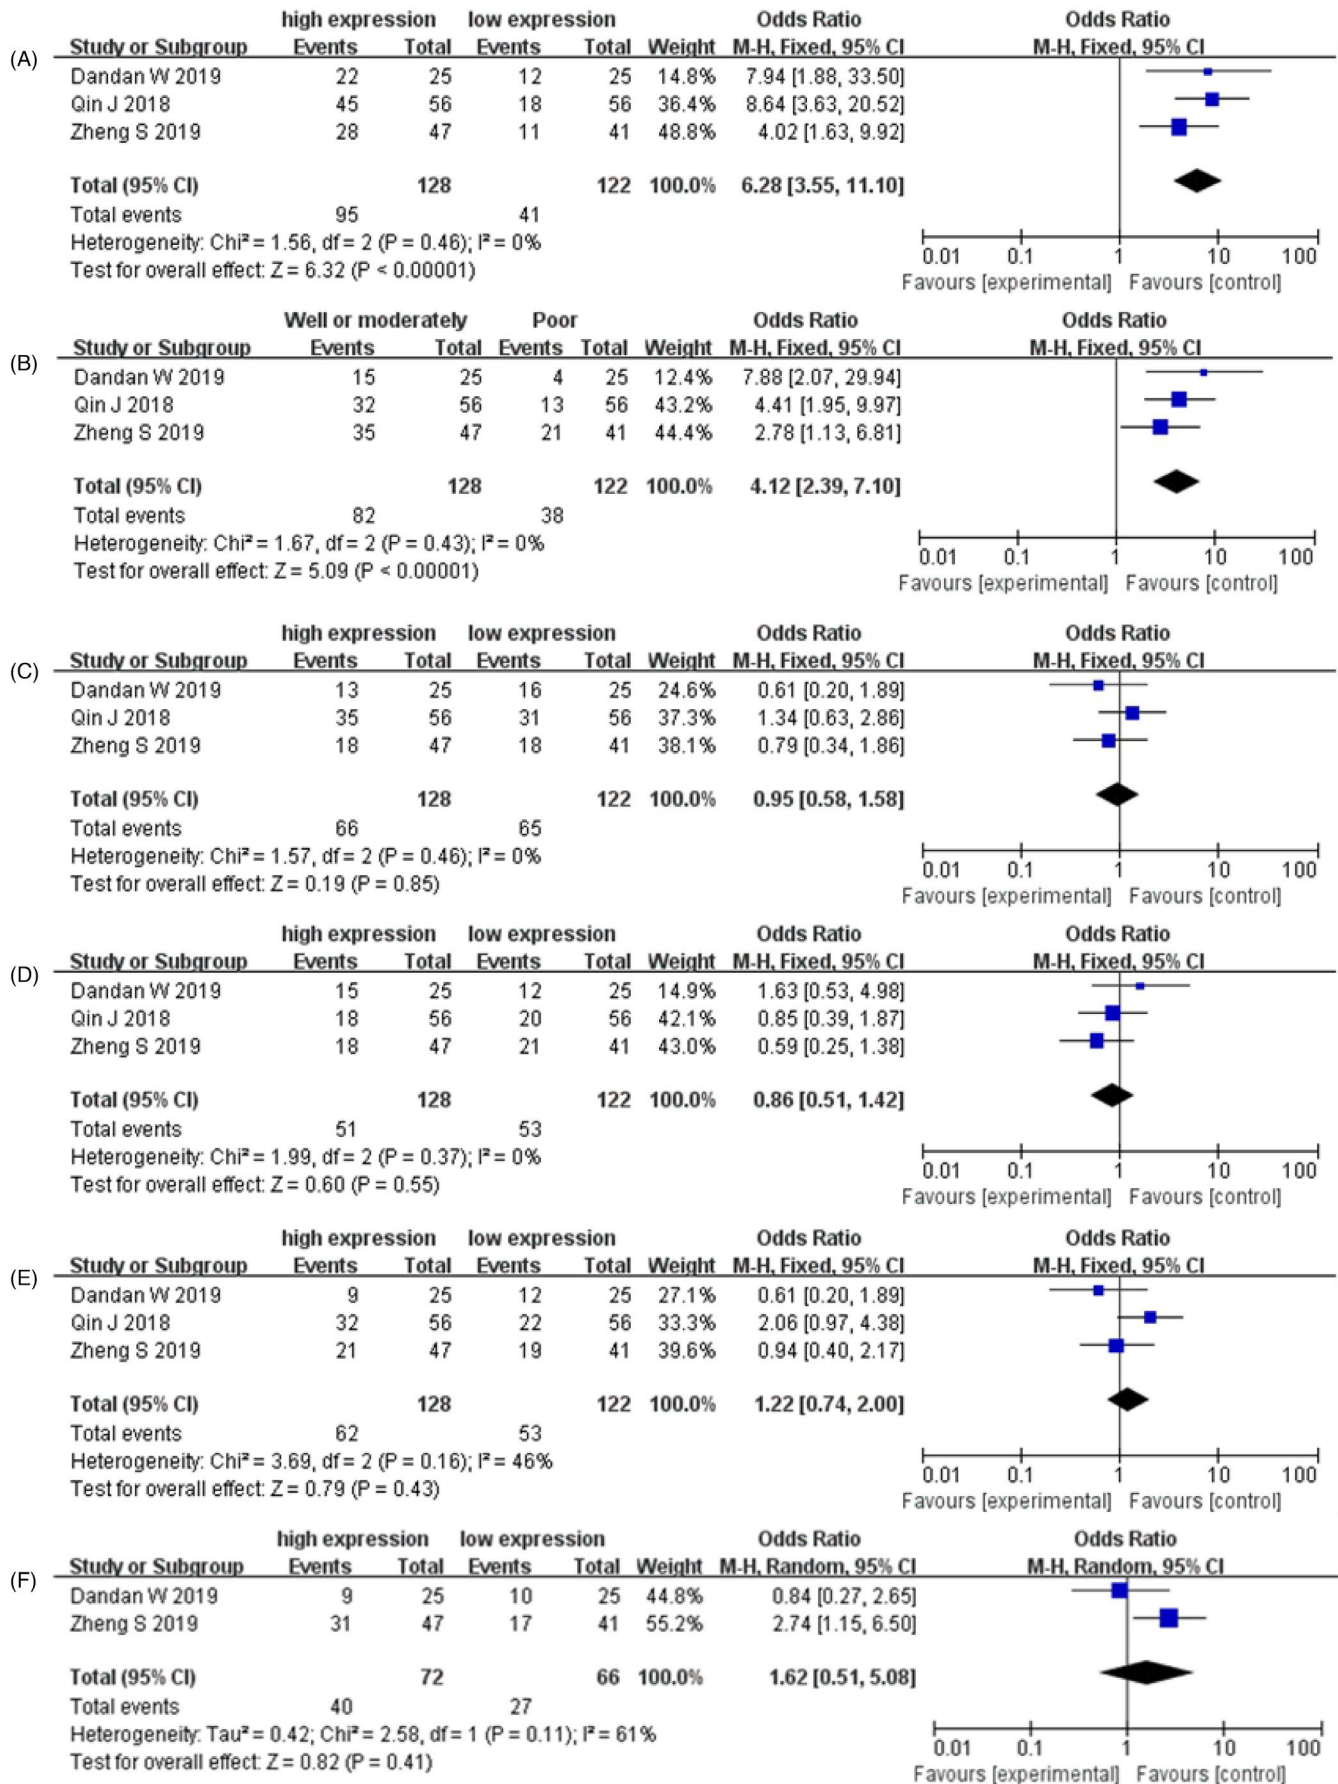 (A)
high expression low expression Odds Ratio Odds Ratio
Study or Subgroup Events Total Events Total Weight M-H, Fixed, 95% CI M-H, Fixed, 95% CI
Dandan W 2019 22 25 12 25 14.8% 7.94 [1.88, 33.50]
Qin J 2018 45 56 18 56 36.4% 8.64 [3.63, 20.52]
Zheng S 2019 28 47 11 41 48.8% 4.02 [1.63, 9.92]
Total (95% CI) 128 122 100.0% 6.28 [3.55, 11.10]
Total events 95 41
Heterogeneity: Chi² = 1.56, df = 2 (P = 0.46); I² = 0%
Test for overall effect: Z = 6.32 (P < 0.00001)
0.01 0.1 1 10 100
Favours [experimental] Favours [control]
(B)
Well or moderately Poor Odds Ratio Odds Ratio
Study or Subgroup Events Total Events Total Weight M-H, Fixed, 95% CI M-H, Fixed, 95% CI
Dandan W 2019 15 25 4 25 12.4% 7.88 [2.07, 29.94]
Qin J 2018 32 56 13 56 43.2% 4.41 [1.95, 9.97]
Zheng S 2019 35 47 21 41 44.4% 2.78 [1.13, 6.81]
Total (95% CI) 128 122 100.0% 4.12 [2.39, 7.10]
Total events 82 38
Heterogeneity: Chi² = 1.67, df = 2 (P = 0.43); I² = 0%
Test for overall effect: Z = 5.09 (P < 0.00001)
0.01 0.1 1 10 100
Favours [experimental] Favours [control]
(C)
high expression low expression Odds Ratio Odds Ratio
Study or Subgroup Events Total Events Total Weight M-H, Fixed, 95% CI M-H, Fixed, 95% CI
Dandan W 2019 13 25 16 25 24.6% 0.61 [0.20, 1.89]
Qin J 2018 35 56 31 56 37.3% 1.34 [0.63, 2.86]
Zheng S 2019 18 47 18 41 38.1% 0.79 [0.34, 1.86]
Total (95% CI) 128 122 100.0% 0.95 [0.58, 1.58]
Total events 66 65
Heterogeneity: Chi² = 1.57, df = 2 (P = 0.46); I² = 0%
Test for overall effect: Z = 0.19 (P = 0.85)
0.01 0.1 1 10 100
Favours [experimental] Favours [control]
(D)
high expression low expression Odds Ratio Odds Ratio
Study or Subgroup Events Total Events Total Weight M-H, Fixed, 95% CI M-H, Fixed, 95% CI
Dandan W 2019 15 25 12 25 14.9% 1.63 [0.53, 4.98]
Qin J 2018 18 56 20 56 42.1% 0.85 [0.39, 1.87]
Zheng S 2019 18 47 21 41 43.0% 0.59 [0.25, 1.38]
Total (95% CI) 128 122 100.0% 0.86 [0.51, 1.42]
Total events 51 53
Heterogeneity: Chi² = 1.99, df = 2 (P = 0.37); I² = 0%
Test for overall effect: Z = 0.60 (P = 0.55)
0.01 0.1 1 10 100
Favours [experimental] Favours [control]
(E)
high expression low expression Odds Ratio Odds Ratio
Study or Subgroup Events Total Events Total Weight M-H, Fixed, 95% CI M-H, Fixed, 95% CI
Dandan W 2019 9 25 12 25 27.1% 0.61 [0.20, 1.89]
Qin J 2018 32 56 22 56 33.3% 2.06 [0.97, 4.38]
Zheng S 2019 21 47 19 41 39.6% 0.94 [0.40, 2.17]
Total (95% CI) 128 122 100.0% 1.22 [0.74, 2.00]
Total events 62 53
Heterogeneity: Chi² = 3.69, df = 2 (P = 0.16); I² = 46%
Test for overall effect: Z = 0.79 (P = 0.43)
0.01 0.1 1 10 100
Favours [experimental] Favours [control]
(F)
high expression low expression Odds Ratio Odds Ratio
Study or Subgroup Events Total Events Total Weight M-H, Random, 95% CI M-H, Random, 95% CI
Dandan W 2019 9 25 10 25 44.8% 0.84 [0.27, 2.65]
Zheng S 2019 31 47 17 41 55.2% 2.74 [1.15, 6.50]
Total (95% CI) 72 66 100.0% 1.62 [0.51, 5.08]
Total events 40 27
Heterogeneity: Tau² = 0.42; Chi² = 2.58, df = 1 (P = 0.11); I² = 61%
Test for overall effect: Z = 0.82 (P = 0.41)
0.01 0.1 1 10 100
Favours [experimental] Favours [control]